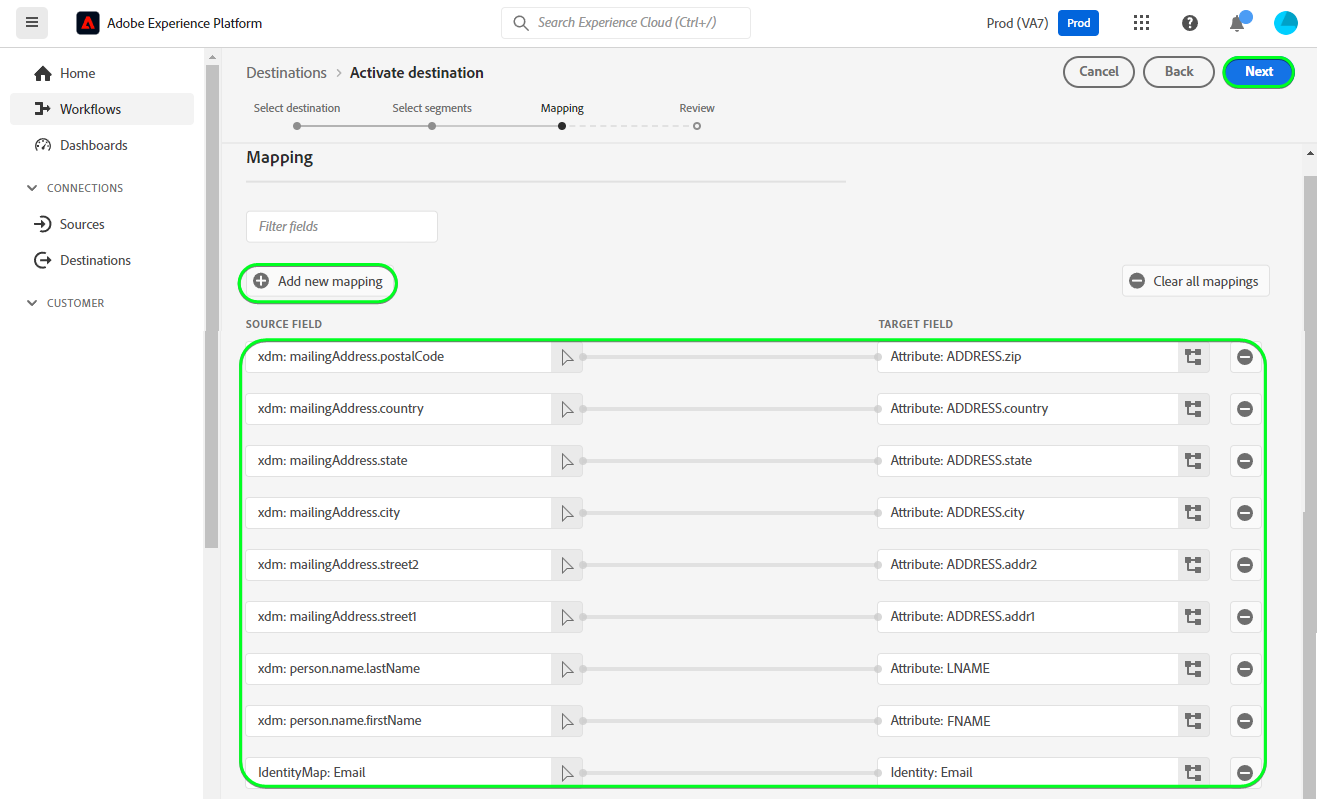 Adobe Experience Platform
Search Experience Cloud (Ctrl+/)
Prod (VA7)
Prod
Home
Workflows
Dashboards
CONNECTIONS
Sources
Destinations
CUSTOMER
Destinations > Activate destination
Cancel
Back
Next
Select destination
Select segments
Mapping
Review
Mapping
Filter fields
Add new mapping
Clear all mappings
SOURCE FIELD
TARGET FIELD
xdm: mailingAddress.postalCode
Attribute: ADDRESS.zip
xdm: mailingAddress.country
Attribute: ADDRESS.country
xdm: mailingAddress.state
Attribute: ADDRESS.state
xdm: mailingAddress.city
Attribute: ADDRESS.city
xdm: mailingAddress.street2
Attribute: ADDRESS.addr2
xdm: mailingAddress.street1
Attribute: ADDRESS.addr1
xdm: person.name.lastName
Attribute: LNAME
xdm: person.name.firstName
Attribute: FNAME
IdentityMap: Email
Identity: Email